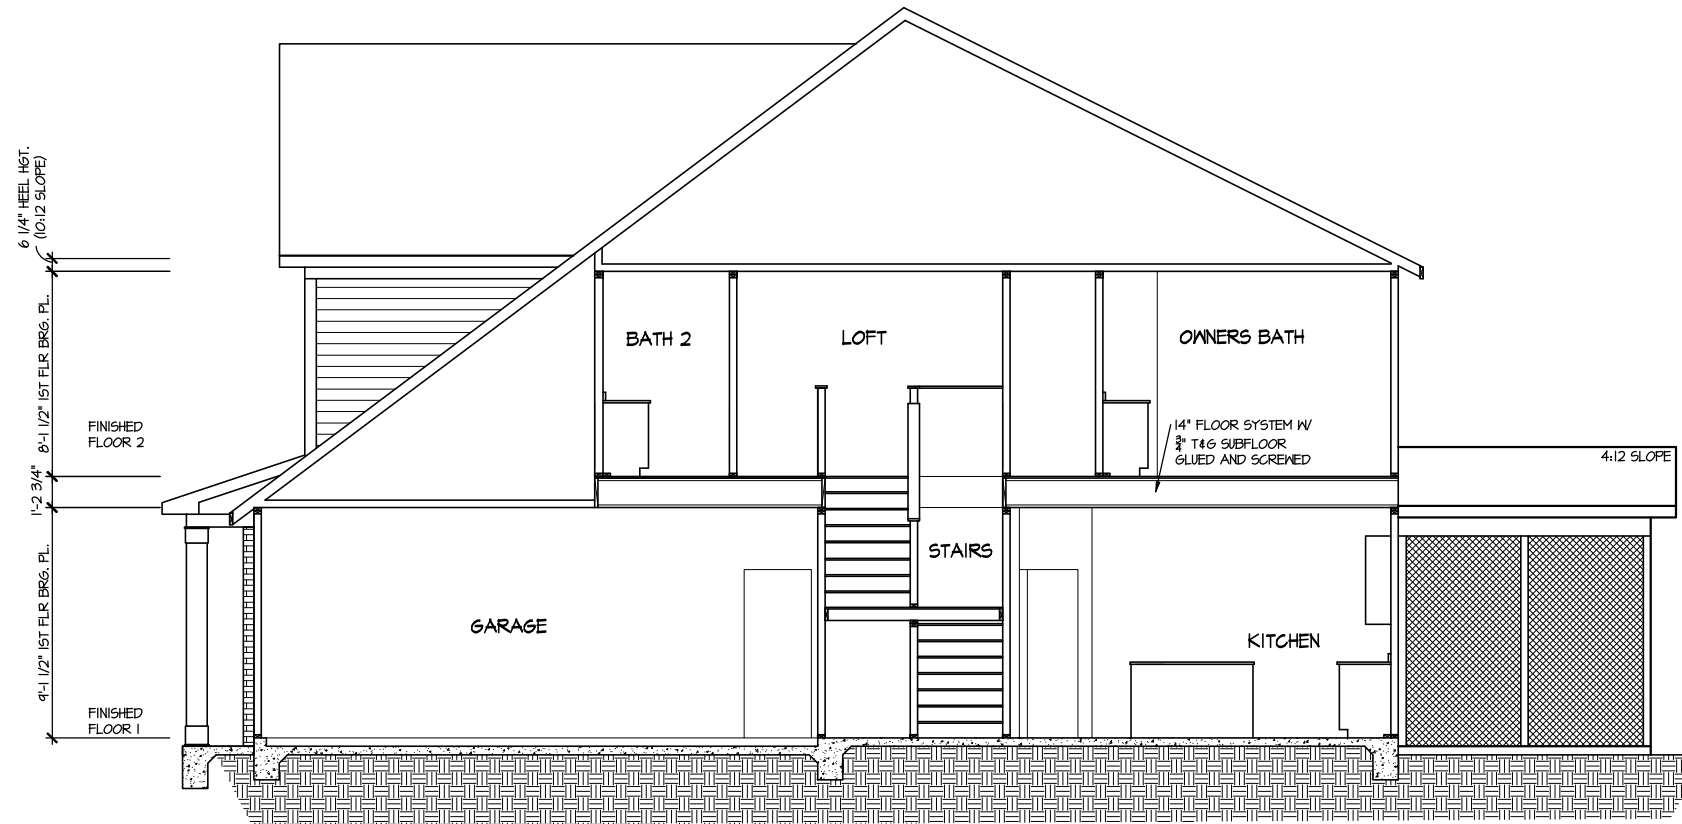 6 1/4" HEEL HGT.
(10:12 SLOPE)
8'-1 1/2" 1ST FLR BRG. PL.
1'-2 3/4"
9'-1 1/2" 1ST FLR BRG. PL.
FINISHED
FLOOR 2
FINISHED
FLOOR 1
BATH 2
LOFT
OWNERS BATH
14" FLOOR SYSTEM W/
3/4" T&G SUBFLOOR
GLUED AND SCREWED
4:12 SLOPE
STAIRS
GARAGE
KITCHEN